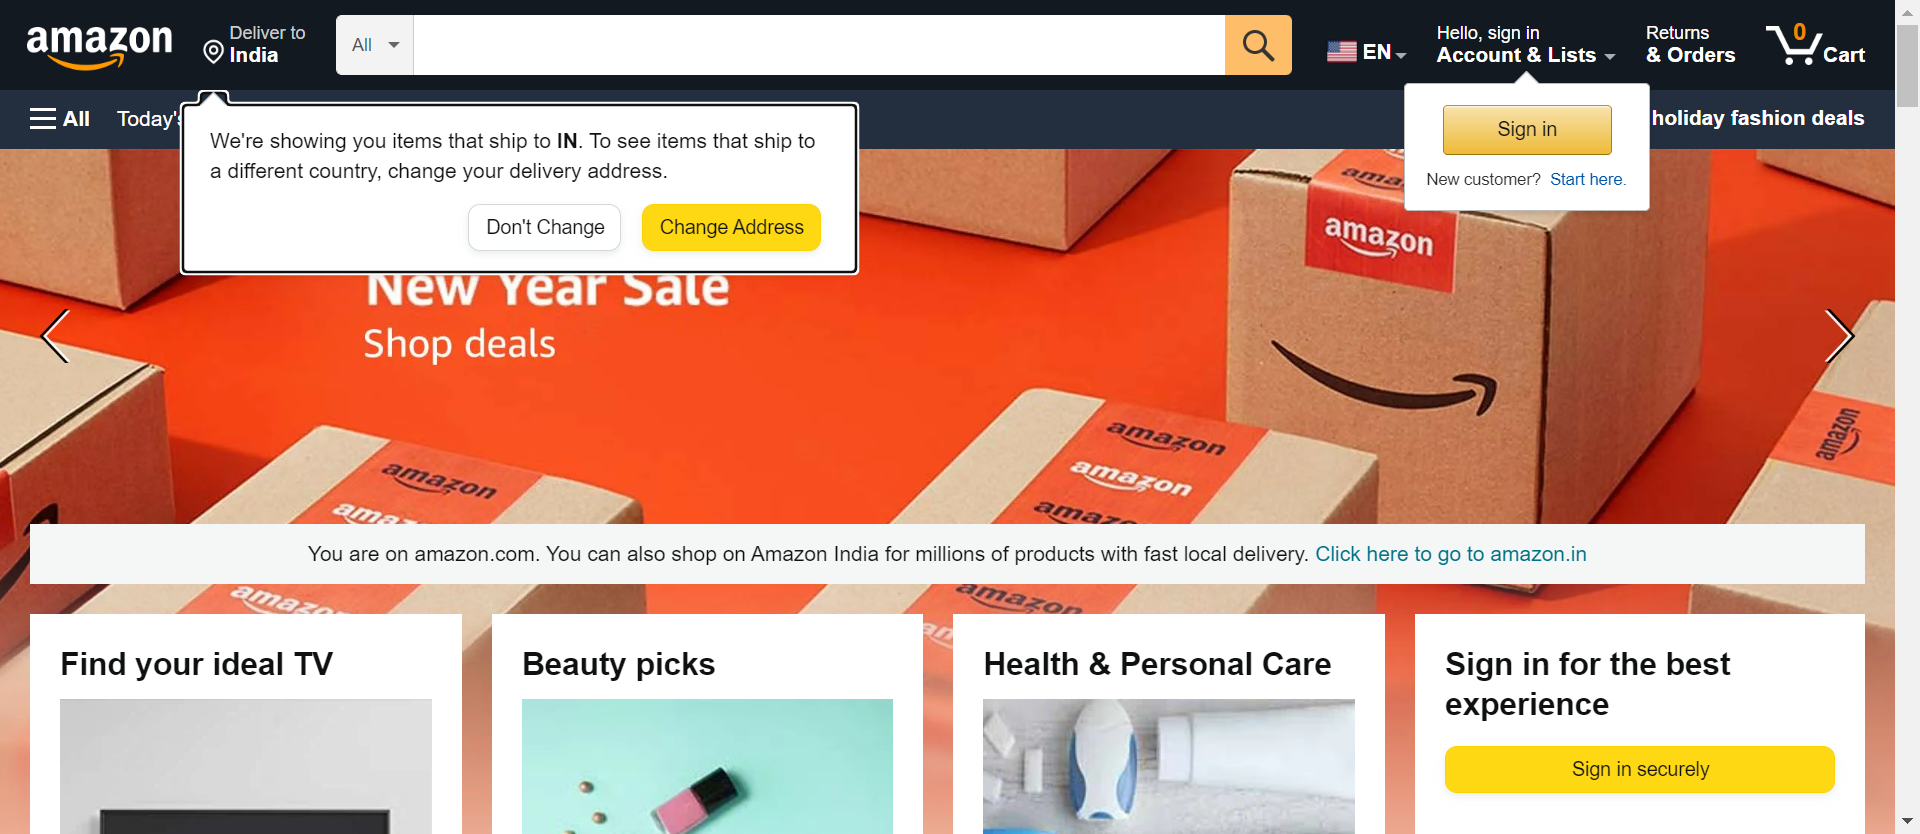 amazon
Deliver to
India
All
EN
Hello, sign in
Account & Lists
Returns
& Orders
0
Cart
All
Today's
holiday fashion deals
We're showing you items that ship to IN. To see items that ship to
a different country, change your delivery address.
Don't Change
Change Address
Sign in
New customer? Start here.
New Year Sale
Shop deals
amazon
amazon
amazon
amazon
amazon
amazon
You are on amazon.com. You can also shop on Amazon India for millions of products with fast local delivery. Click here to go to amazon.in
amazon
amazon
Find your ideal TV
Beauty picks
Health & Personal Care
Sign in for the best
experience
Sign in securely